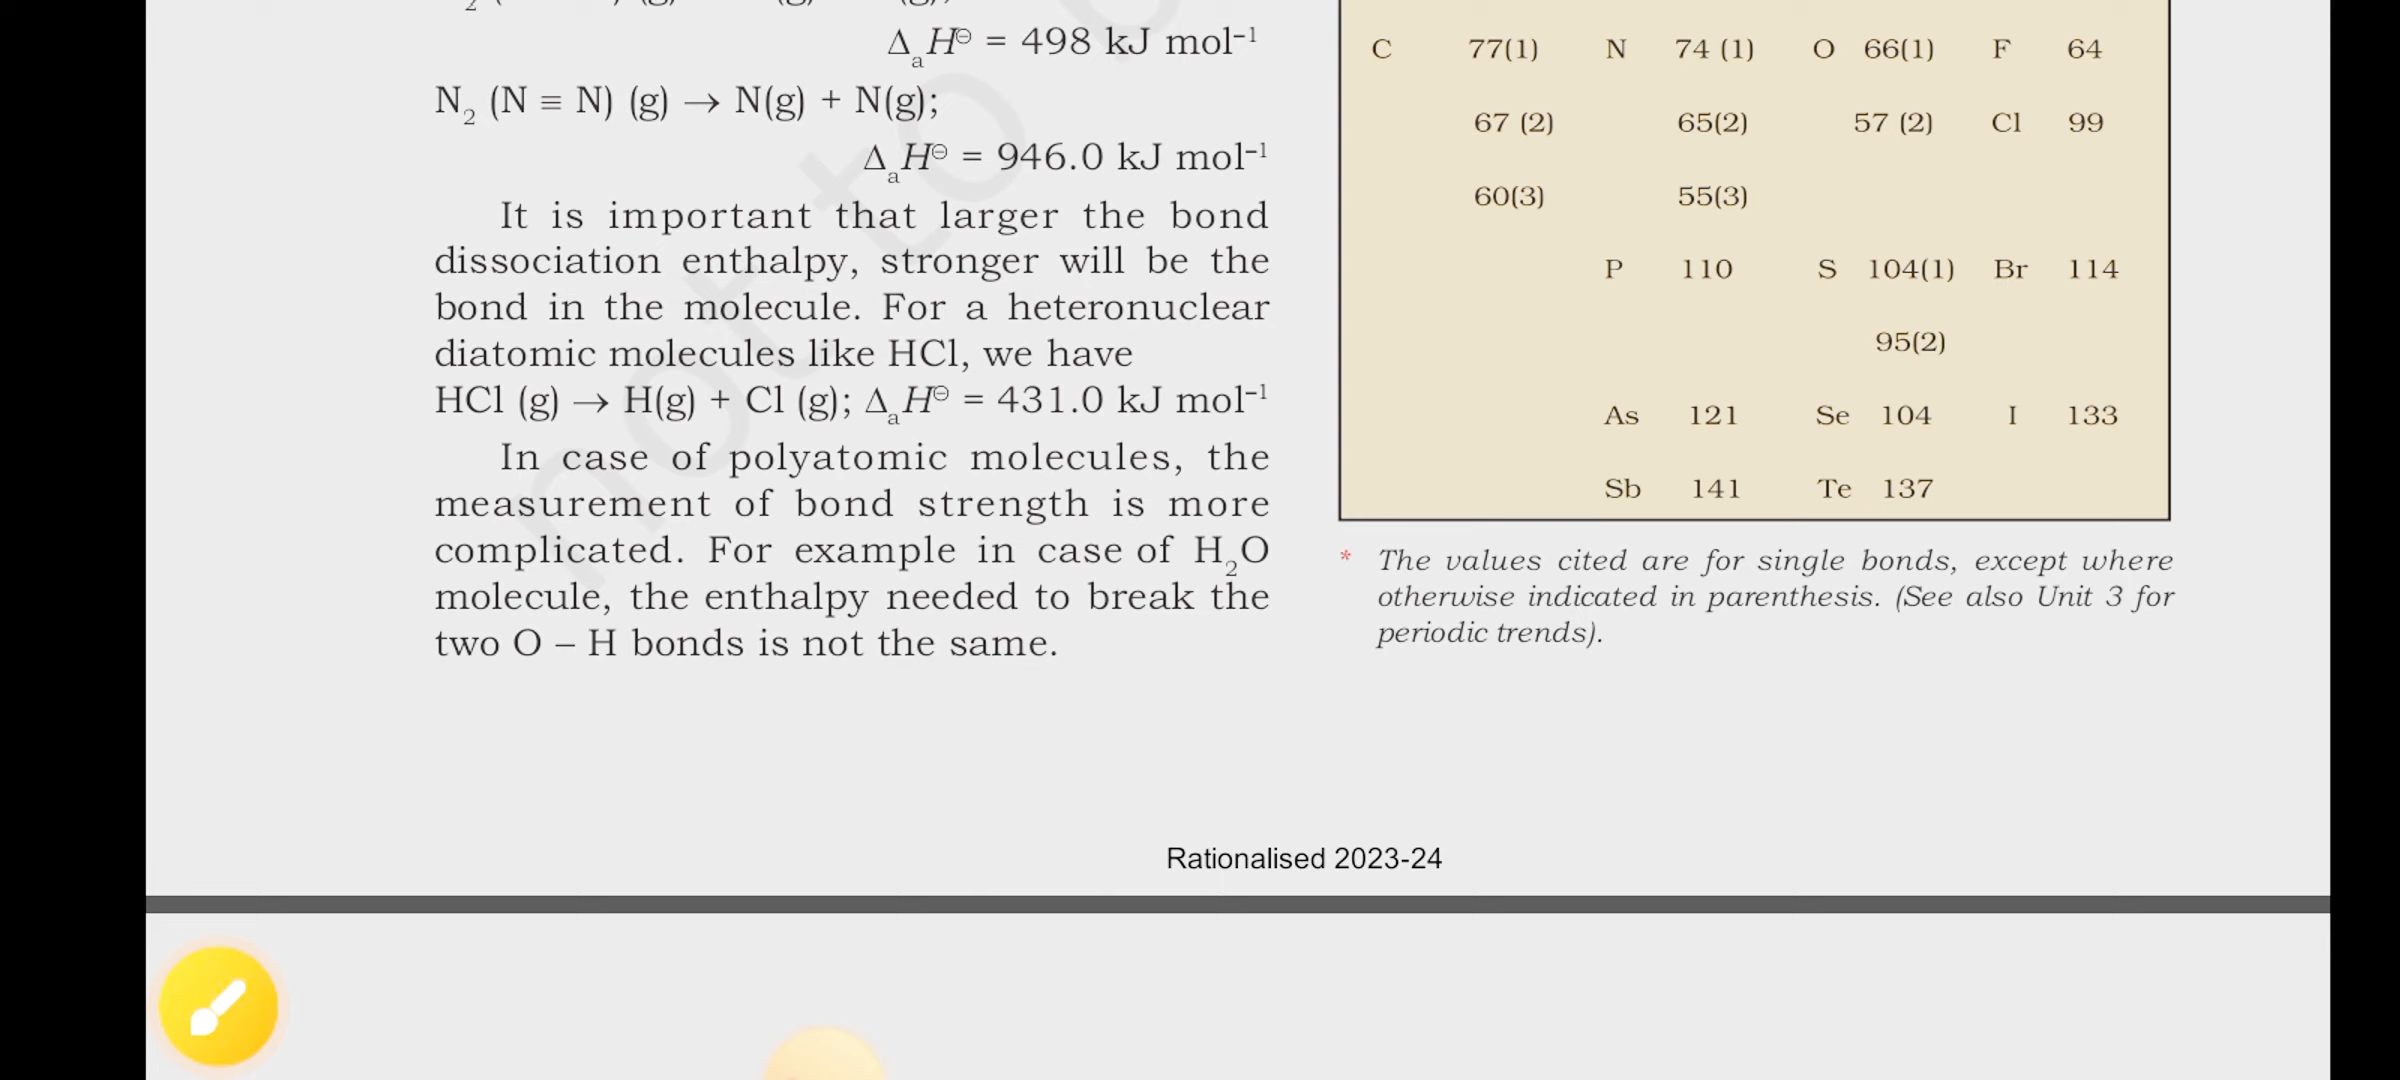 Δₐ H⊖ = 498 kJ mol⁻¹
N₂ (N ≡ N) (g) → N(g) + N(g);
Δₐ H⊖ = 946.0 kJ mol⁻¹
It is important that larger the bond
dissociation enthalpy, stronger will be the
bond in the molecule. For a heteronuclear
diatomic molecules like HCl, we have
HCl (g) → H(g) + Cl (g); Δₐ H⊖ = 431.0 kJ mol⁻¹
In case of polyatomic molecules, the
measurement of bond strength is more
complicated. For example in case of H₂O
molecule, the enthalpy needed to break the
two O – H bonds is not the same.
C 77(1) N 74 (1) O 66(1) F 64
67 (2) 65(2) 57 (2) Cl 99
60(3) 55(3)
P 110 S 104(1) Br 114
95(2)
As 121 Se 104 I 133
Sb 141 Te 137
* The values cited are for single bonds, except where
otherwise indicated in parenthesis. (See also Unit 3 for
periodic trends).
Rationalised 2023-24
not to